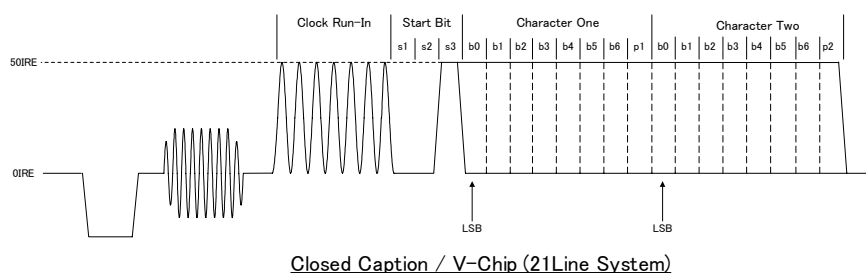 Clock Run-In Start Bit Character One Character Two
s1 s2 s3 b0 b1 b2 b3 b4 b5 b6 p1 b0 b1 b2 b3 b4 b5 b6 p2
50IRE
0IRE
LSB LSB
Closed Caption / V-Chip (21Line System)